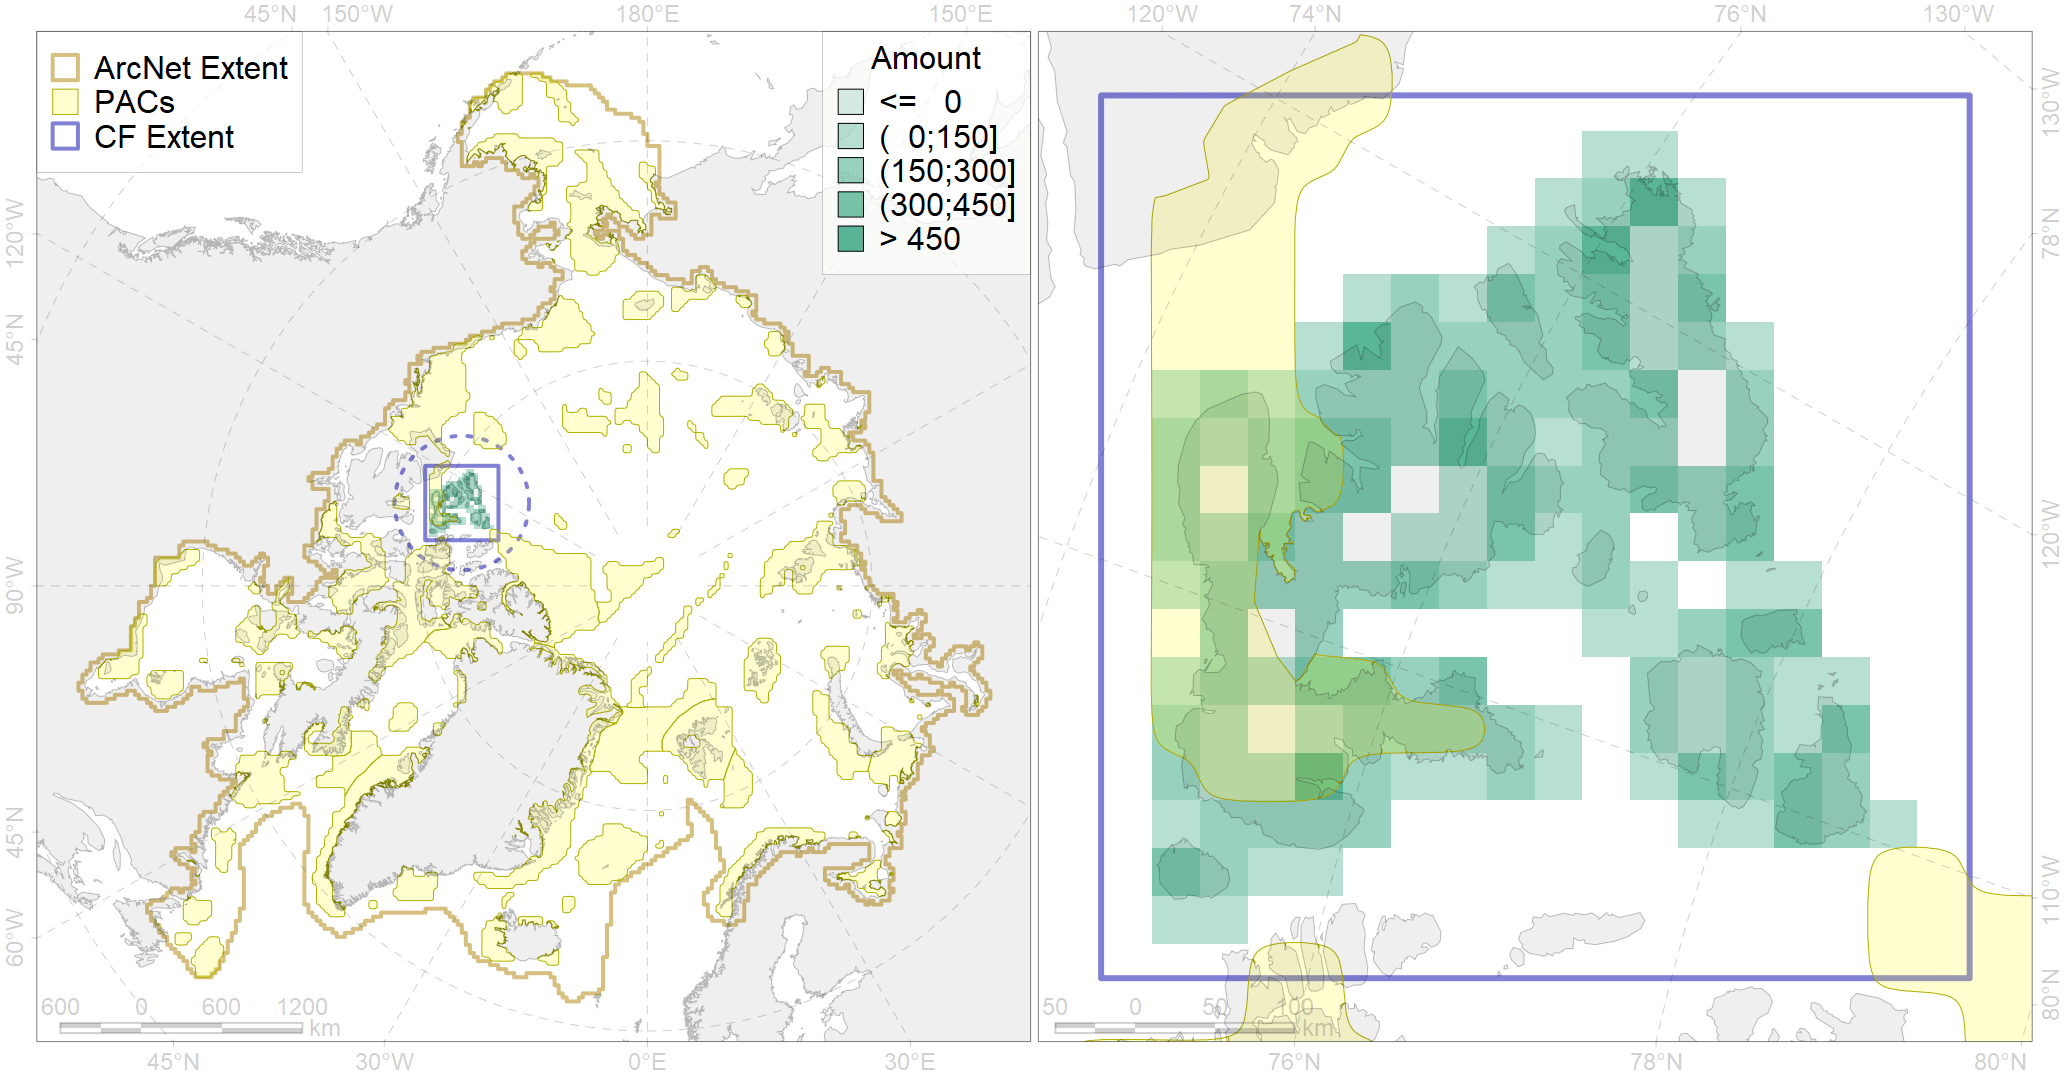 45°N 150°W 180°E 150°E 120°W 74°N 76°N 130°W
ArcNet Extent
PACs
CF Extent
Amount
<= 0
( 0;150]
(150;300]
(300;450]
> 450
120°W
45°N
90°W
45°N
60°W
130°W
78°N
120°W
110°W
80°N
600 0 600 1200
km
50 0 50 100
km
45°N 30°W 0°E 30°E 76°N 78°N 80°N